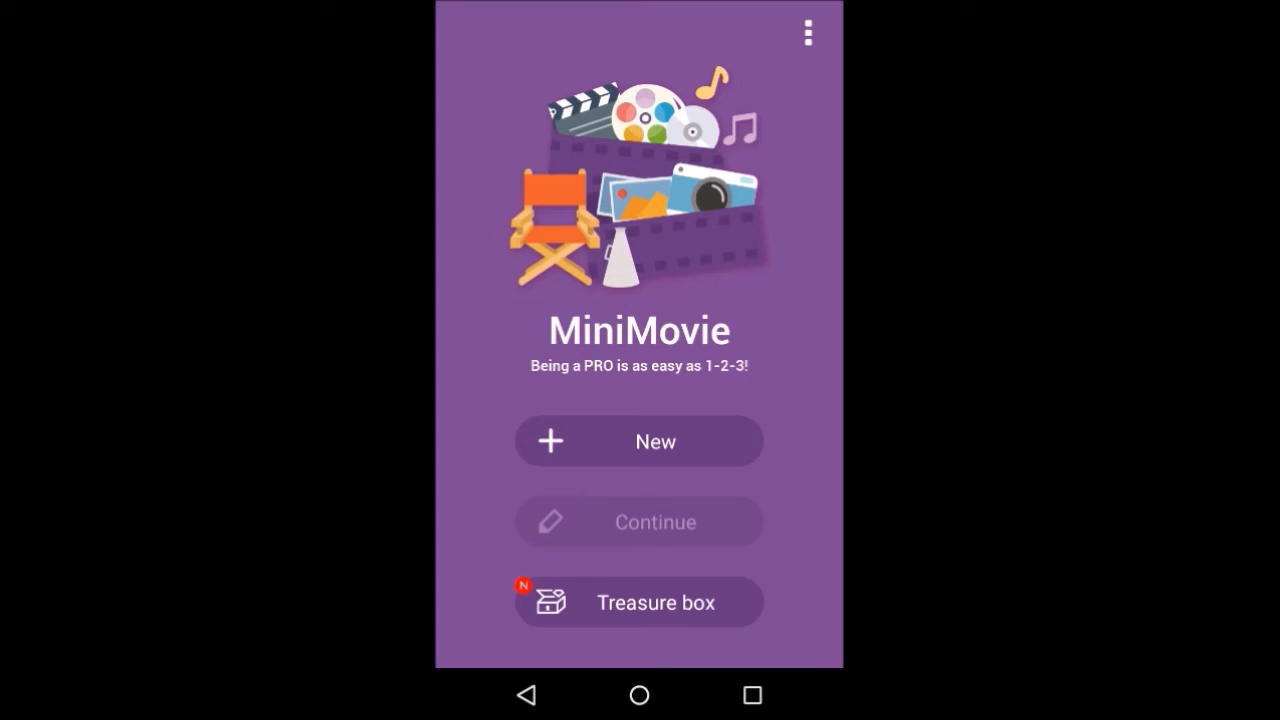 MiniMovie
Being a PRO is as easy as 1-2-3!
New
Continue
N
Treasure box